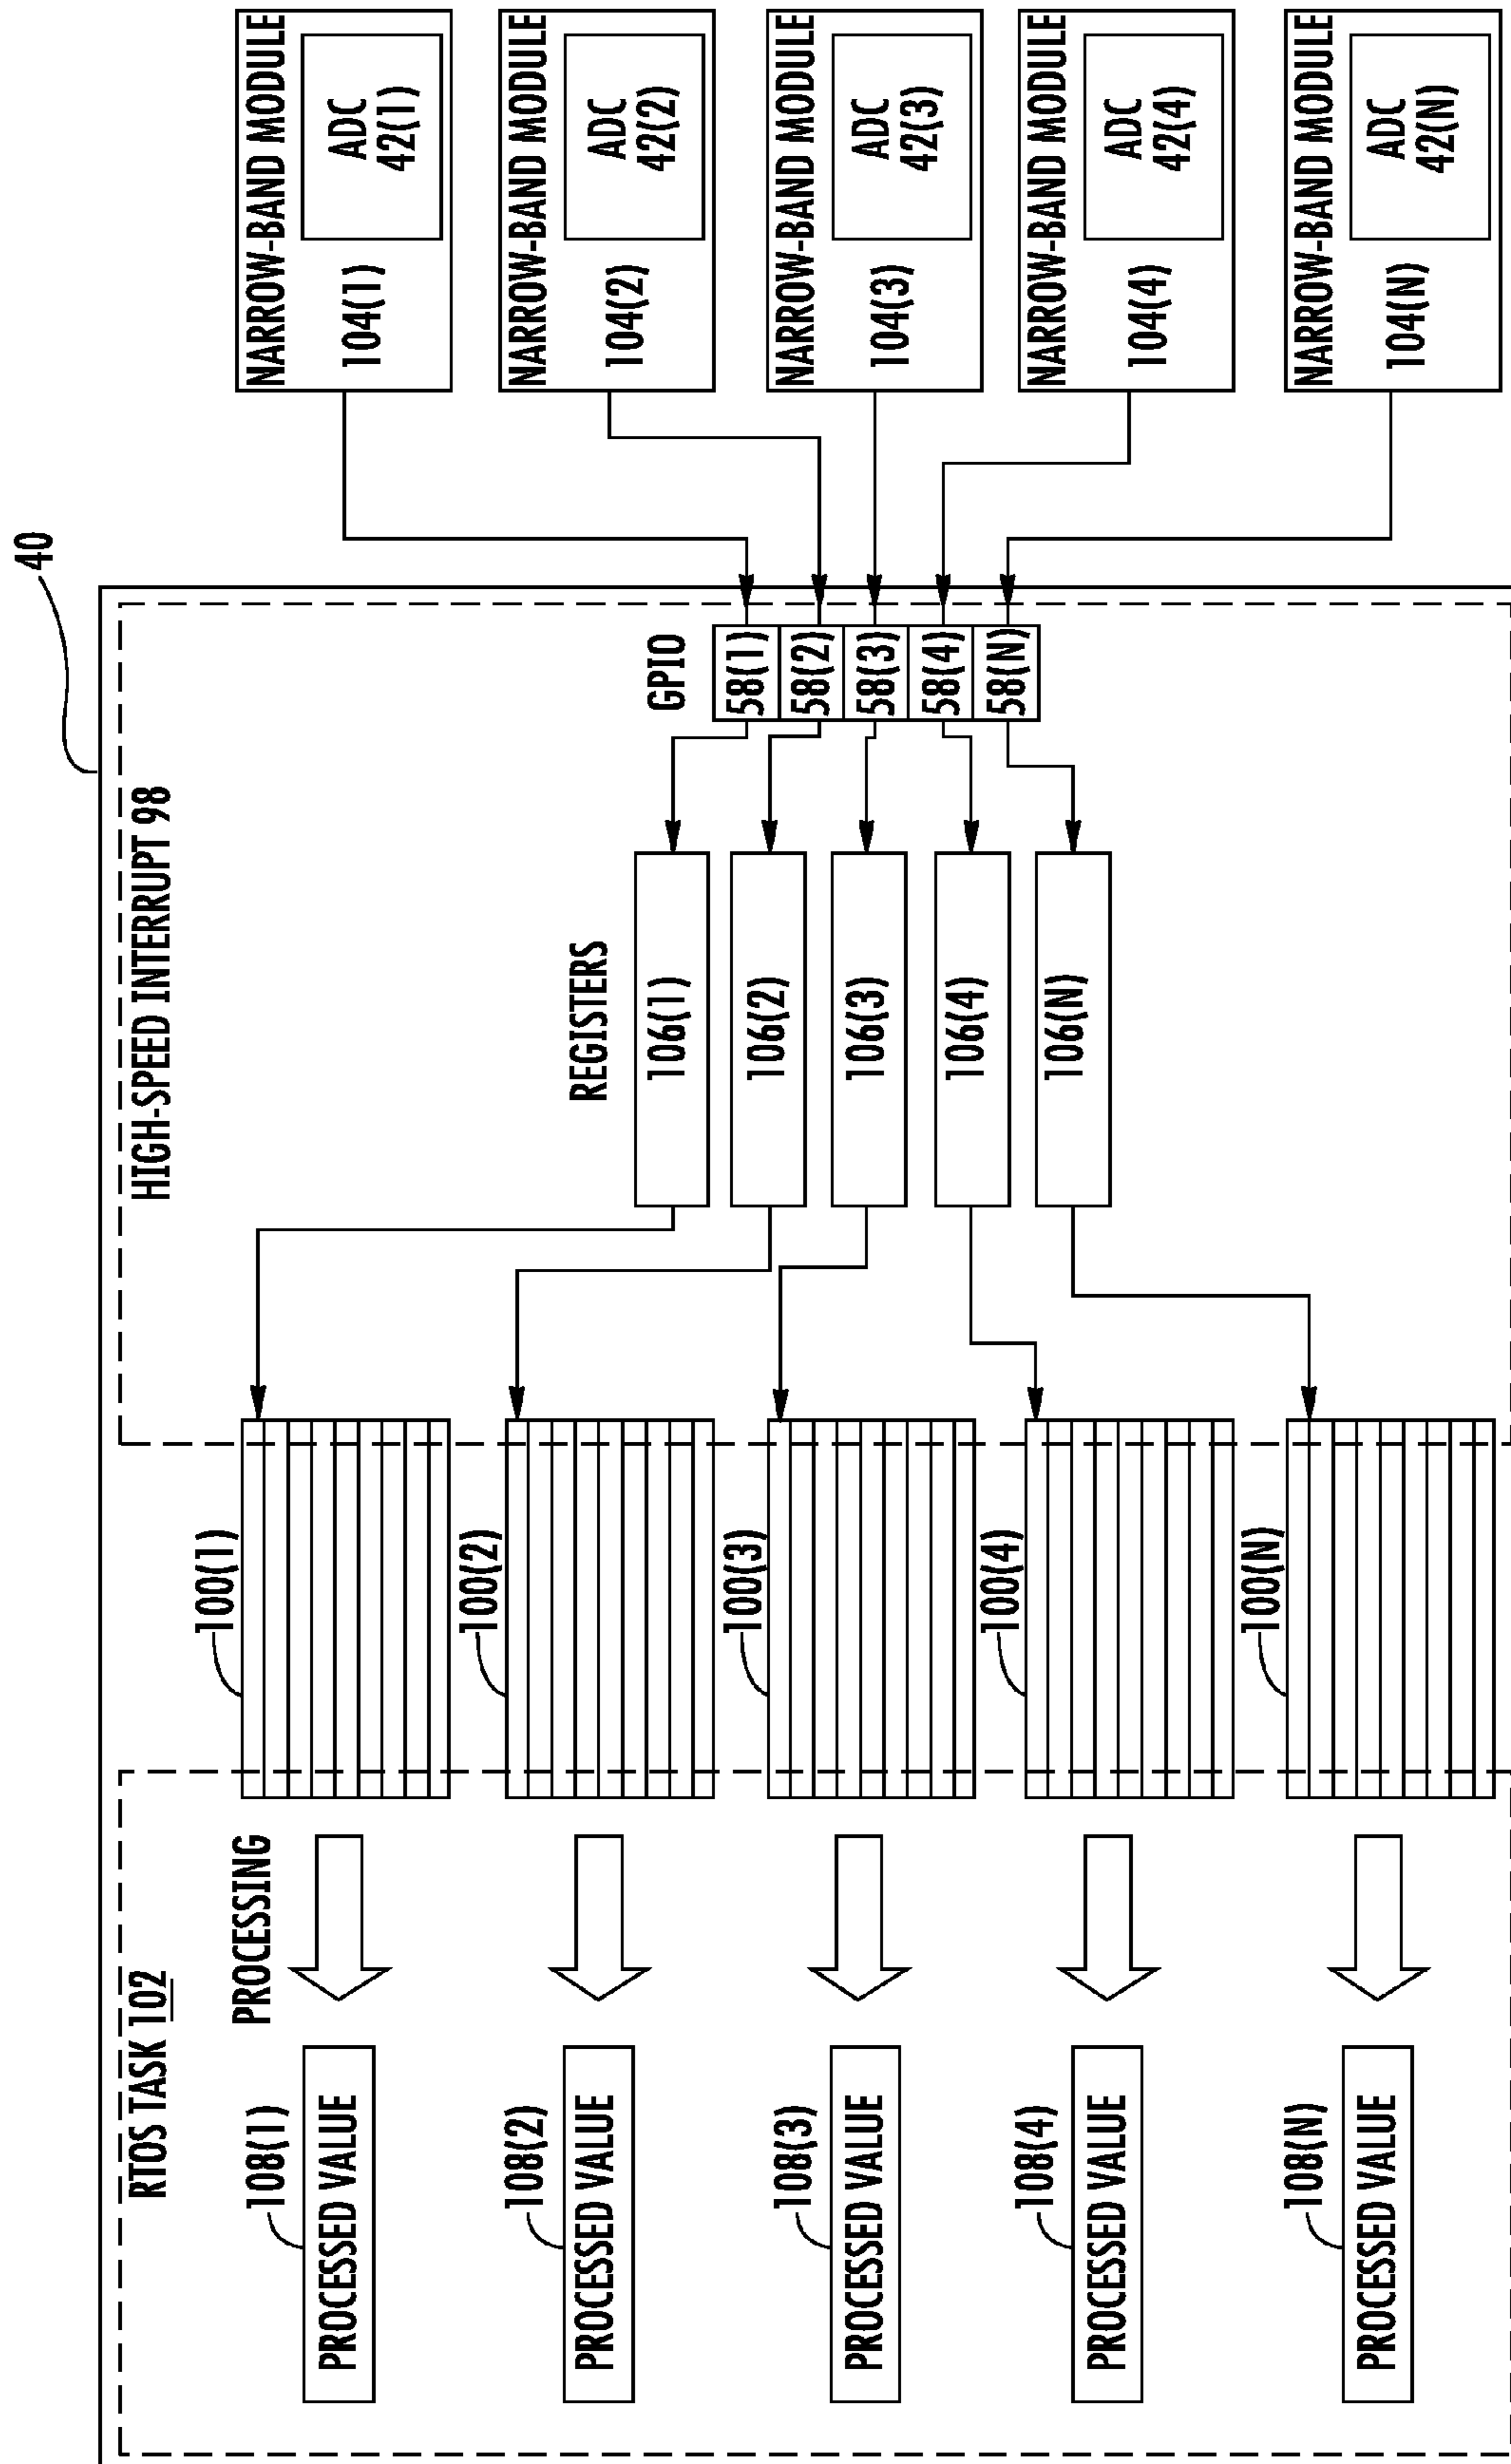 40
RTOS TASK 102
HIGH-SPEED INTERRUPT 98
PROCESSING
REGISTERS
GPIO
108(1)
PROCESSED VALUE
100(1)
106(1)
58(1)
NARROW-BAND MODULE
104(1)
ADC
42(1)
108(2)
PROCESSED VALUE
100(2)
106(2)
58(2)
NARROW-BAND MODULE
104(2)
ADC
42(2)
108(3)
PROCESSED VALUE
100(3)
106(3)
58(3)
NARROW-BAND MODULE
104(3)
ADC
42(3)
108(4)
PROCESSED VALUE
100(4)
106(4)
58(4)
NARROW-BAND MODULE
104(4)
ADC
42(4)
108(N)
PROCESSED VALUE
100(N)
106(N)
58(N)
NARROW-BAND MODULE
104(N)
ADC
42(N)